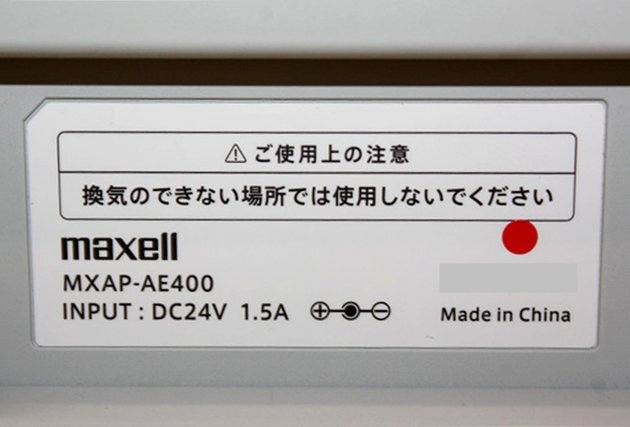 ⚠ ご使用上の注意
換気のできない場所では使用しないでください
maxell
MXAP-AE400
INPUT : DC24V 1.5A
Made in China